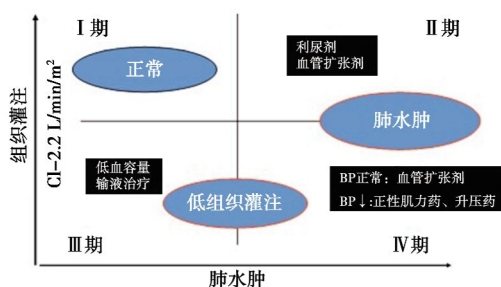 I期
II期
利尿剂
血管扩张剂
正常
组织灌注
CI-2.2 L/min/m²
肺水肿
低血容量
输液治疗
BP正常：血管扩张剂
BP↓:正性肌力药、升压药
低组织灌注
III期
IV期
肺水肿